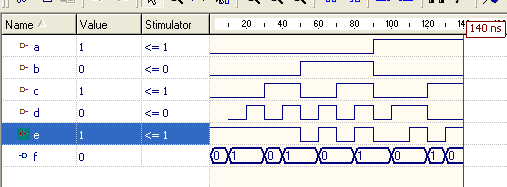 Name Value Stimulator 20 40 60 80 100 120 140
140 ns
a 1 <= 1
b 0 <= 0
c 1 <= 1
d 0 <= 0
e 1 <= 1
f 0 0 1 0 1 0 1 0 1 0